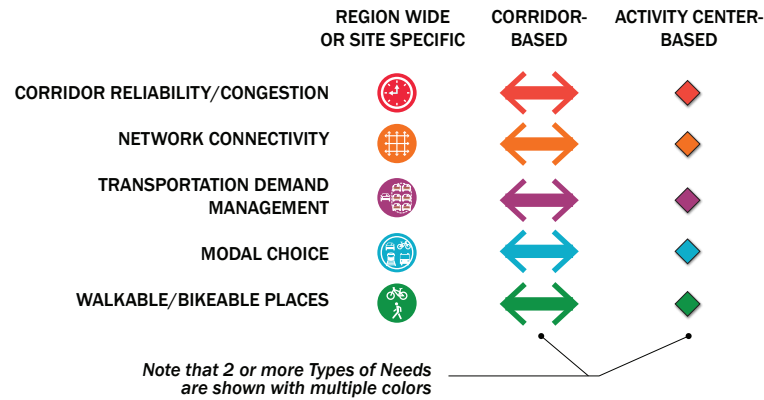 REGION WIDE
OR SITE SPECIFIC
CORRIDOR-
BASED
ACTIVITY CENTER-
BASED
CORRIDOR RELIABILITY/CONGESTION
NETWORK CONNECTIVITY
TRANSPORTATION DEMAND
MANAGEMENT
MODAL CHOICE
WALKABLE/BIKEABLE PLACES
Note that 2 or more Types of Needs
are shown with multiple colors